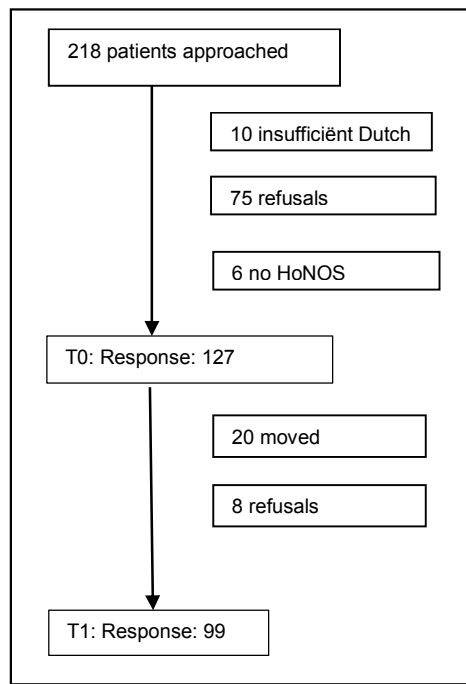 218 patients approached
10 insufficiënt Dutch
75 refusals
6 no HoNOS
T0: Response: 127
20 moved
8 refusals
T1: Response: 99